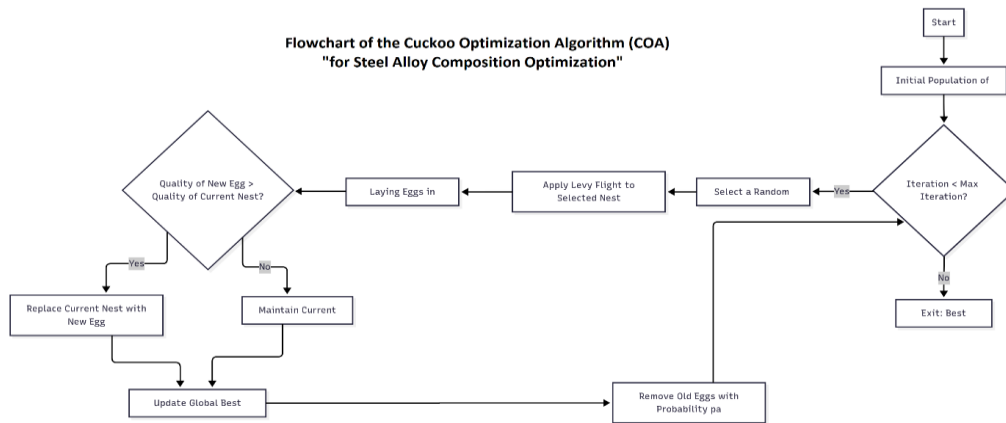 Flowchart of the Cuckoo Optimization Algorithm (COA)
"for Steel Alloy Composition Optimization"
Start
Initial Population of
Iteration < Max
Iteration?
Yes
Select a Random
Apply Levy Flight to
Selected Nest
Laying Eggs in
Quality of New Egg >
Quality of Current Nest?
Yes
No
Replace Current Nest with
New Egg
Maintain Current
Update Global Best
Remove Old Eggs with
Probability pa
No
Exit: Best